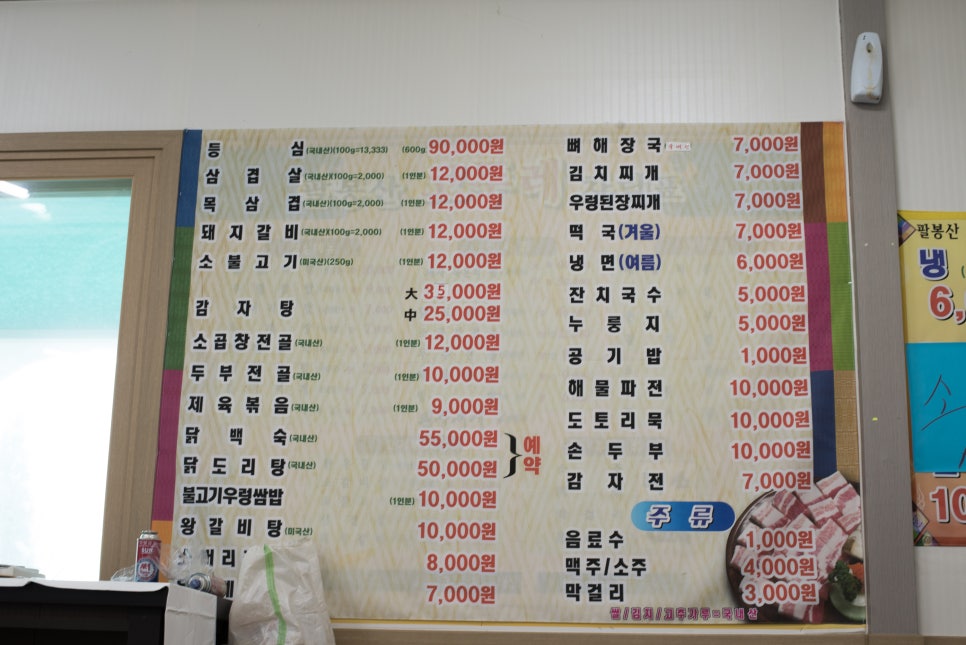 등심 (국내산)(100g=13,333) (600g 90,000원
삼겹살 (국내산)(100g=2,000) (1인분) 12,000원
목삼겹 (국내산)(100g=2,000) (1인분) 12,000원
돼지갈비 (국내산)(100g=2,000) (1인분) 12,000원
소불고기 (미국산)(250g) (1인분) 12,000원
감자탕 大 35,000원
中 25,000원
소곱창전골 (국내산) (1인분) 12,000원
두부전골 (국내산) (1인분) 10,000원
제육볶음 (국내산) (1인분) 9,000원
닭백숙 (국내산) 55,000원
닭도리탕 (국내산) 50,000원
예약
불고기우렁쌈밥 (1인분) 10,000원
왕갈비탕 (미국산) 10,000원
8,000원
7,000원
뼈해장국 7,000원
김치찌개 7,000원
우렁된장찌개 7,000원
떡국(겨울) 7,000원
냉면(여름) 6,000원
잔치국수 5,000원
누룽지 5,000원
공기밥 1,000원
해물파전 10,000원
도토리묵 10,000원
손두부 10,000원
감자전 7,000원
주류
음료수 1,000원
맥주/소주 4,000원
막걸리 3,000원
쌀/김치/고추가루=국내산
팔봉산
냉
6,
소
10